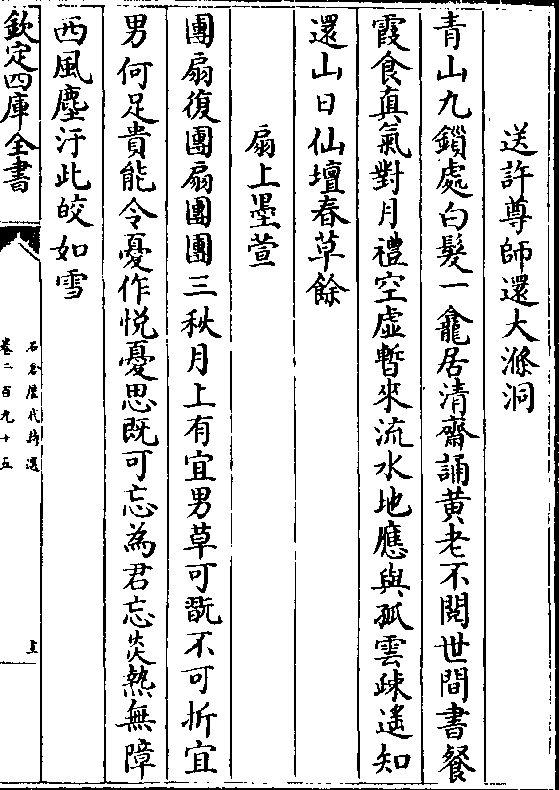 送許尊師還大滌洞
青山九鎖處白髮一龕居清齋誦黄老不閱世間書餐
霞食真氣對月禮空虛暫來流水地應與孤雲疎遙知
還山日仙壇春草餘
扇上墨萱
團扇復團扇團團三秋月上有宜男草可翫不可折宜
男何足貴能令憂作悦憂思既可忘為君忘炎熱無障
西風塵汙此皎如雪
欽定四庫全書
石倉歴代詩選
卷二百九十五